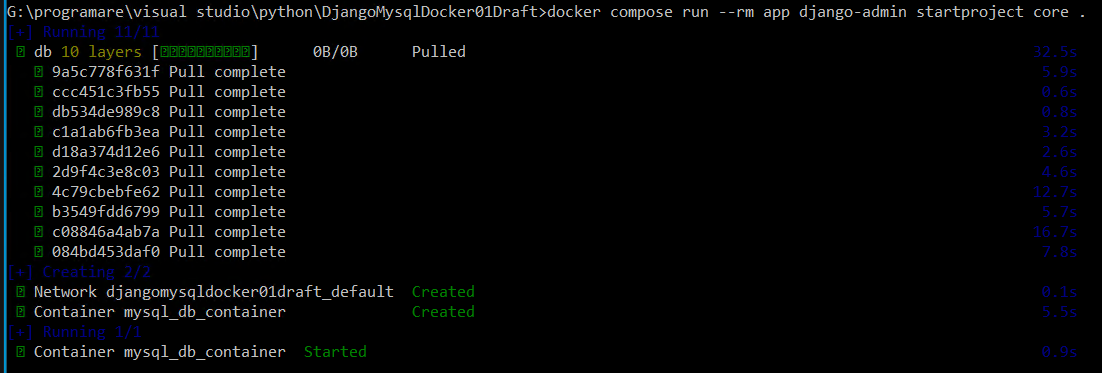 G:\programare\visual studio\python\DjangoMysqlDocker01Draft>docker compose run --rm app django-admin startproject core .
[+] Running 11/11
db 10 layers [] 0B/0B Pulled 32.5s
9a5c778f631f Pull complete 5.9s
ccc451c3fb55 Pull complete 0.6s
db534de989c8 Pull complete 0.8s
c1a1ab6fb3ea Pull complete 3.2s
d18a374d12e6 Pull complete 2.6s
2d9f4c3e8c03 Pull complete 4.6s
4c79cbebfe62 Pull complete 12.7s
b3549fdd6799 Pull complete 5.7s
c08846a4ab7a Pull complete 16.7s
084bd453daf0 Pull complete 7.8s
[+] Creating 2/2
Network djangomysqldocker01draft_default Created 0.1s
Container mysql_db_container Created 5.5s
[+] Running 1/1
Container mysql_db_container Started 0.9s